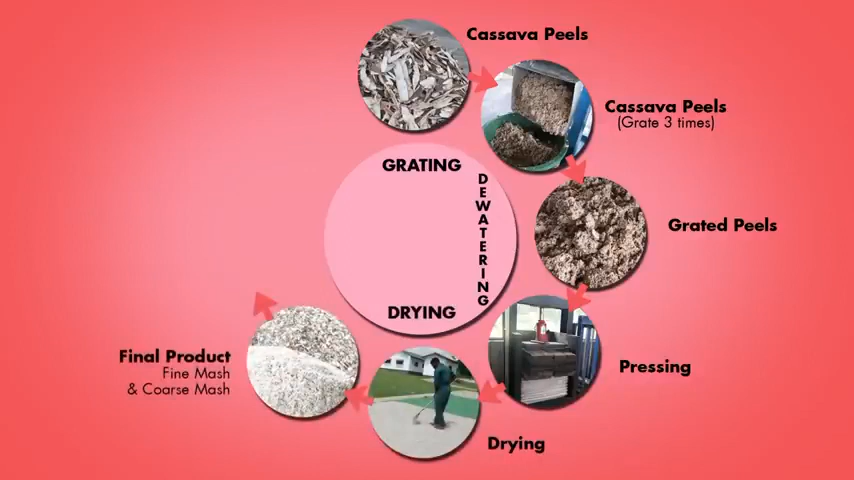 Cassava Peels
Cassava Peels
(Grate 3 times)
GRATING
DEWATERING
Grated Peels
DRYING
Final Product
Fine Mash
& Coarse Mash
Pressing
Drying